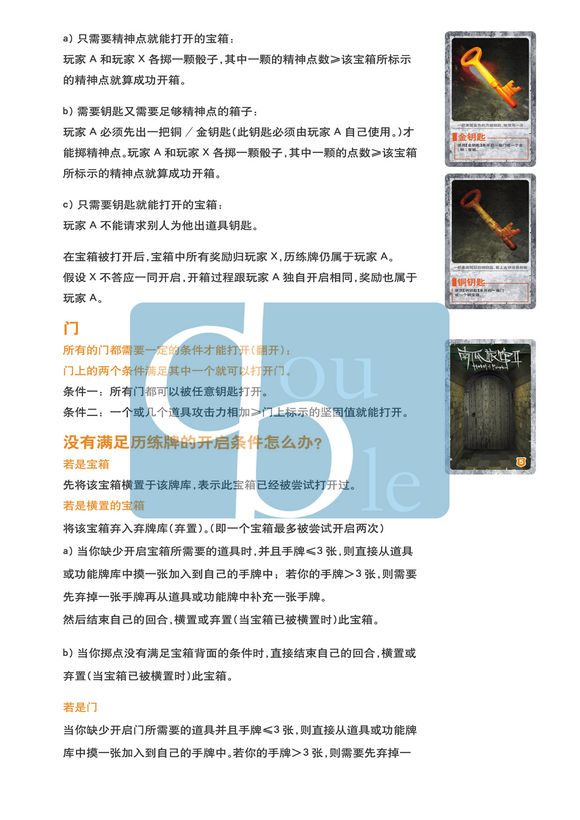 a) 只需要精神点就能打开的宝箱：
玩家 A 和玩家 X 各掷一颗骰子,其中一颗的精神点数≥该宝箱所标示
的精神点就算成功开箱。
b) 需要钥匙又需要足够精神点的箱子：
玩家 A 必须先出一把铜／金钥匙(此钥匙必须由玩家 A 自己使用。)才
能掷精神点。玩家 A 和玩家 X 各掷一颗骰子,其中一颗的点数≥该宝箱
所标示的精神点就算成功开箱。
c) 只需要钥匙就能打开的宝箱：
玩家 A 不能请求别人为他出道具钥匙。
在宝箱被打开后,宝箱中所有奖励归玩家 X,历练牌仍属于玩家 A。
假设 X 不答应一同开启,开箱过程跟玩家 A 独自开启相同,奖励也属于
玩家 A。
门
所有的门都需要一定的条件才能打开(翻开)；
门上的两个条件满足其中一个就可以打开门。
条件一：所有门都可以被任意钥匙打开。
条件二：一个或几个道具攻击力相加≥门上标示的坚固值就能打开。
没有满足历练牌的开启条件怎么办?
若是宝箱
先将该宝箱横置于该牌库,表示此宝箱已经被尝试打开过。
若是横置的宝箱
将该宝箱弃入弃牌库(弃置)。(即一个宝箱最多被尝试开启两次)
a) 当你缺少开启宝箱所需要的道具时,并且手牌≤3 张,则直接从道具
或功能牌库中摸一张加入到自己的手牌中；若你的手牌>3 张,则需要
先弃掉一张手牌再从道具或功能牌中补充一张手牌。
然后结束自己的回合,横置或弃置(当宝箱已被横置时)此宝箱。
b) 当你掷点没有满足宝箱背面的条件时,直接结束自己的回合,横置或
弃置(当宝箱已被横置时)此宝箱。
若是门
当你缺少开启门所需要的道具并且手牌≤3 张,则直接从道具或功能牌
库中摸一张加入到自己的手牌中。若你的手牌>3 张,则需要先弃掉一
金钥匙
铜钥匙
5
Double